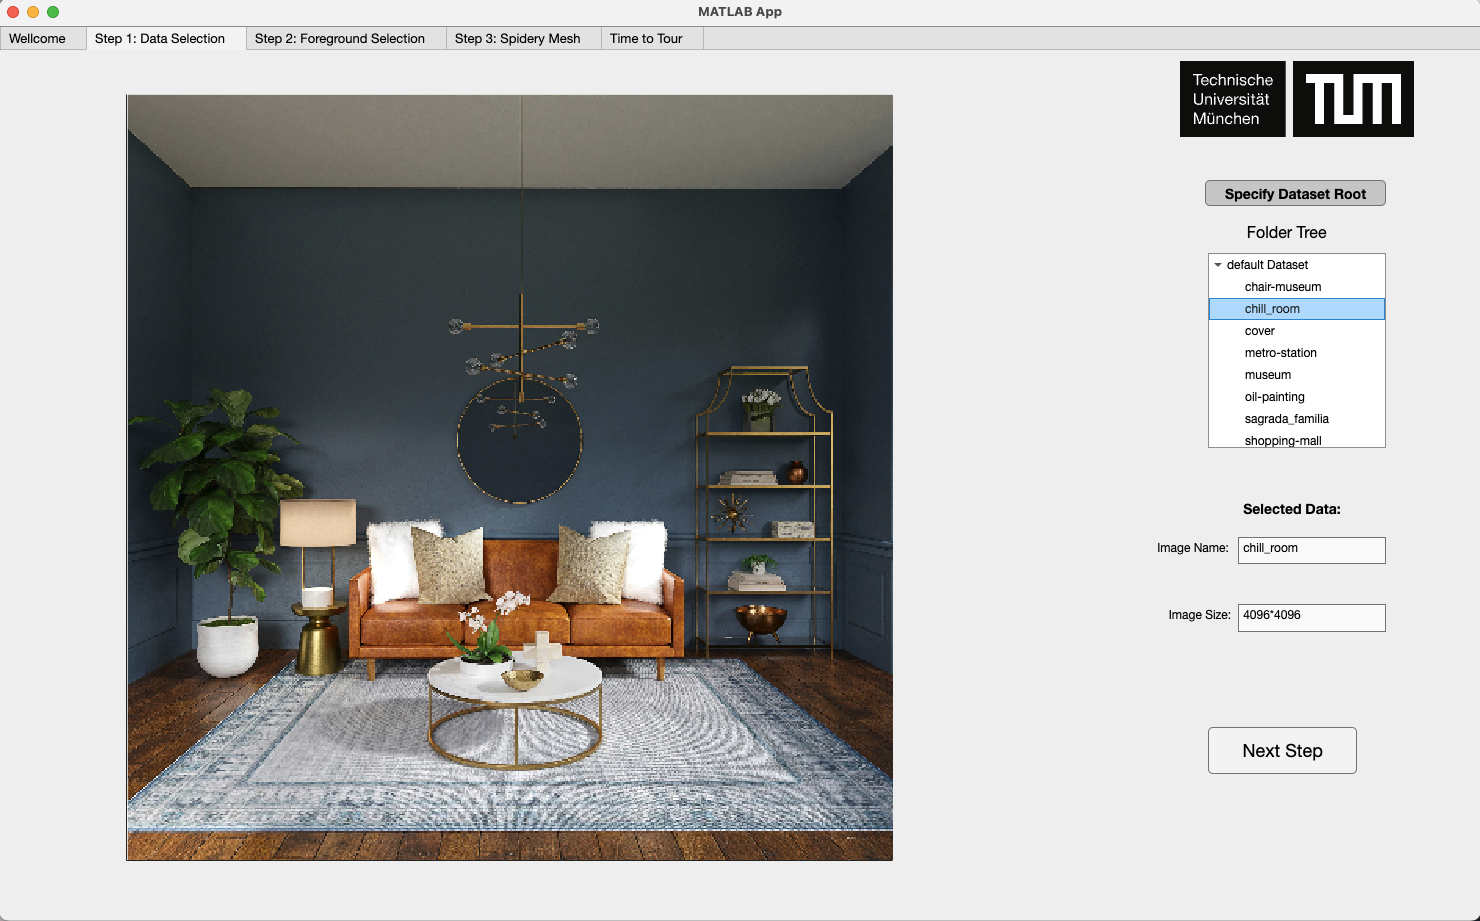 MATLAB App
Wellcome
Step 1: Data Selection
Step 2: Foreground Selection
Step 3: Spidery Mesh
Time to Tour
Technische
Universität
München
TUM
Specify Dataset Root
Folder Tree
default Dataset
chair-museum
chill_room
cover
metro-station
museum
oil-painting
sagrada_familia
shopping-mall
Selected Data:
Image Name: chill_room
Image Size: 4096*4096
Next Step